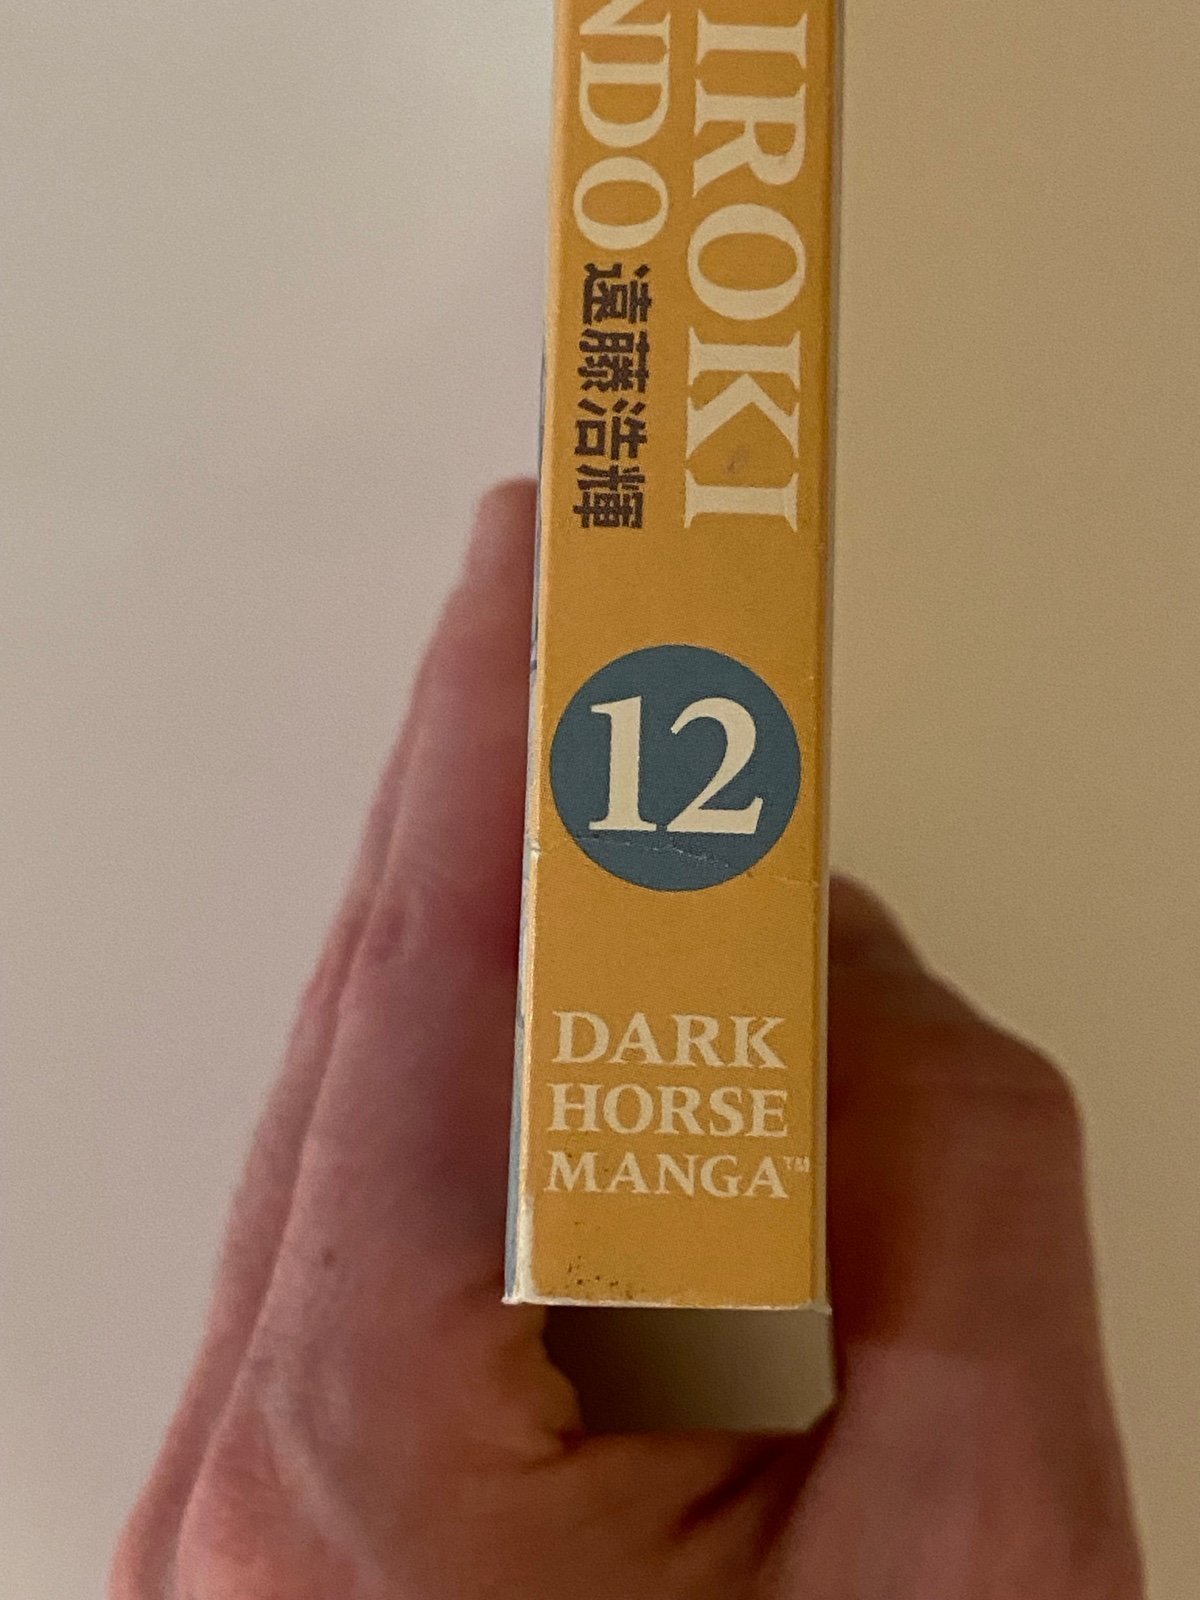 IROKI
NDO
遠藤浩輝
12
DARK
HORSE
MANGA™